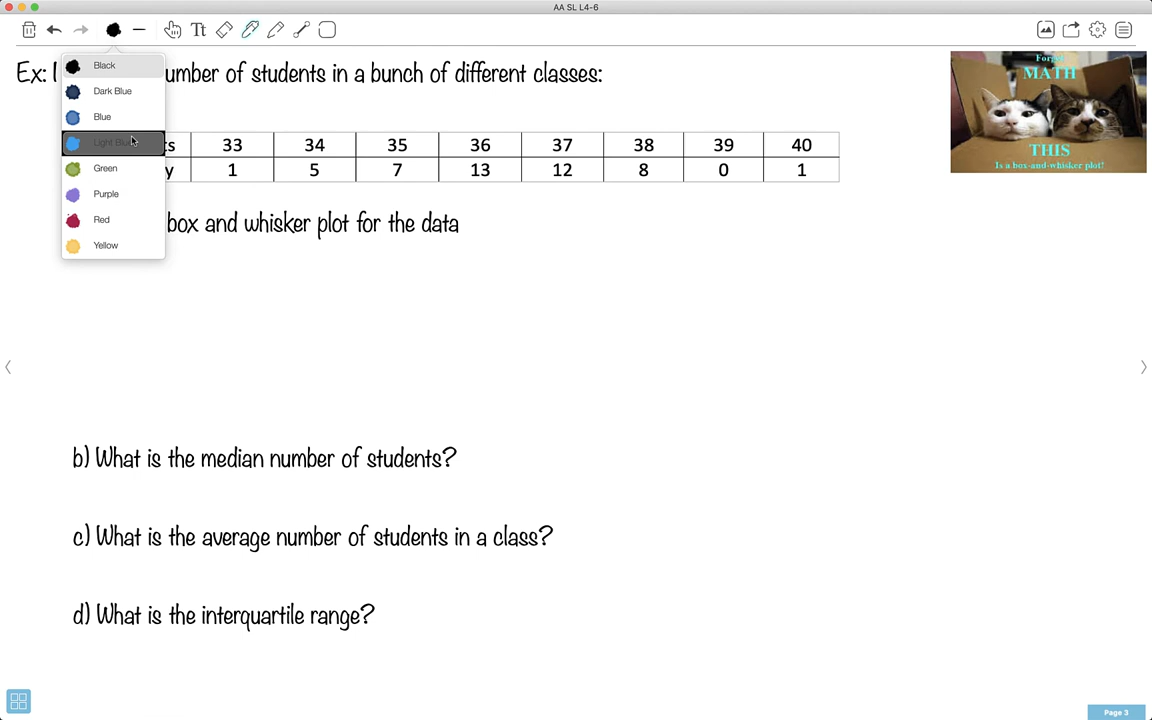 AA SL L4-6
Tt
Black
Dark Blue
Blue
Light Blue
Green
Purple
Red
Yellow
Ex: umber of students in a bunch of different classes:
33 34 35 36 37 38 39 40
1 5 7 13 12 8 0 1
box and whisker plot for the data
b) What is the median number of students?
c) What is the average number of students in a class?
d) What is the interquartile range?
MATH
THIS
Is a box-and-whisker plot?
Page 3